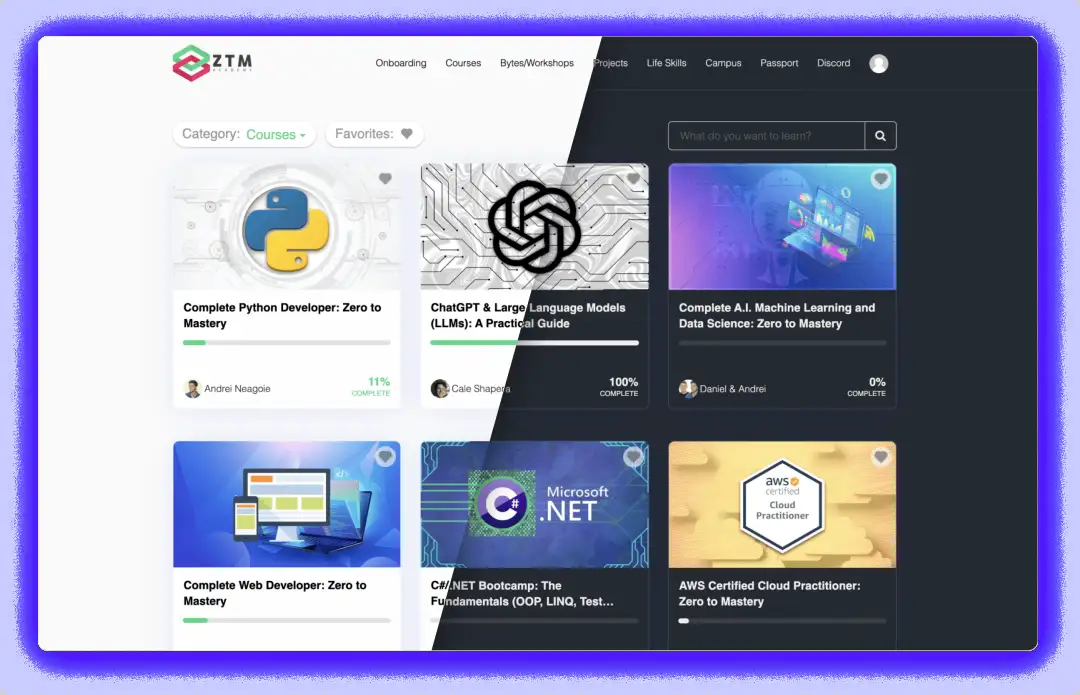 ZTM
ACADEMY
Onboarding Courses Bytes/Workshops Projects Life Skills Campus Passport Discord
Category: Courses Favorites:
What do you want to learn?
Complete Python Developer: Zero to
Mastery
Andrei Neagoie
11%
COMPLETE
ChatGPT & Large Language Models
(LLMs): A Practical Guide
Cale Shapera
100%
COMPLETE
Complete A.I. Machine Learning and
Data Science: Zero to Mastery
Daniel & Andrei
0%
COMPLETE
Complete Web Developer: Zero to
Mastery
C#
Microsoft
.NET
C#/.NET Bootcamp: The
Fundamentals (OOP, LINQ, Test...
aws
certified
Cloud
Practitioner
AWS Certified Cloud Practitioner:
Zero to Mastery